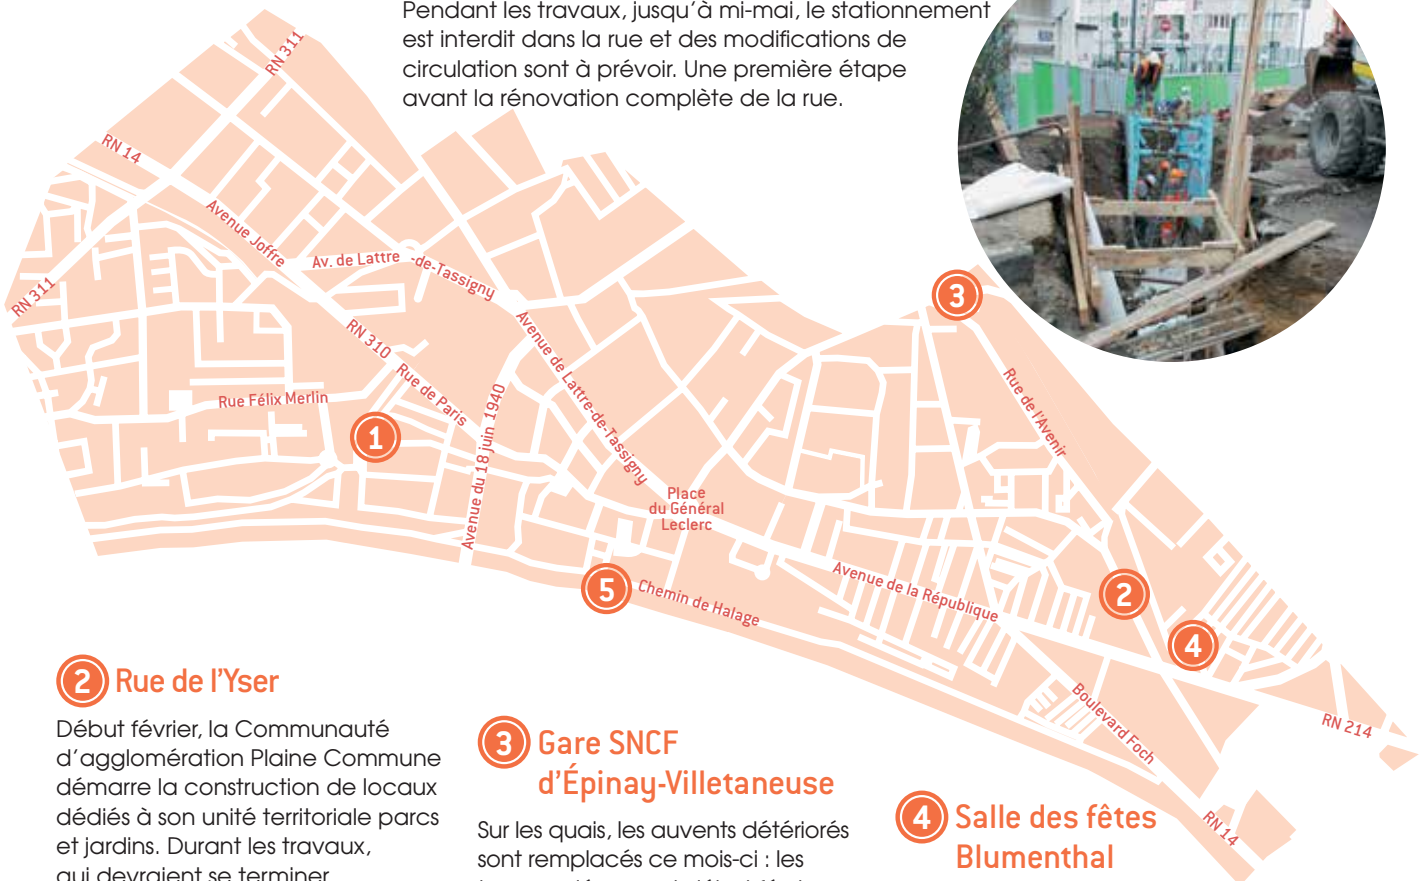 Pendant les travaux, jusqu'à mi-mai, le stationnement
est interdit dans la rue et des modifications de
circulation sont à prévoir. Une première étape
avant la rénovation complète de la rue.
RN 311
RN 14
Avenue Joffre
Av. de Lattre -de-Tassigny
RN 311
RN 310
Rue de Paris
Avenue de Lattre-de-Tassigny
Rue Félix Merlin
1
Avenue du 18 juin 1940
3
Rue de l'Avenir
Place
du Général
Leclerc
5
Chemin de Halage
Avenue de la République
2
4
Boulevard Foch
RN 214
RN 14
2 Rue de l'Yser
Début février, la Communauté
d'agglomération Plaine Commune
démarre la construction de locaux
dédiés à son unité territoriale parcs
et jardins. Durant les travaux,
qui devraient se terminer
3 Gare SNCF
d'Épinay-Villetaneuse
Sur les quais, les auvents détériorés
sont remplacés ce mois-ci : les
4 Salle des fêtes
Blumenthal